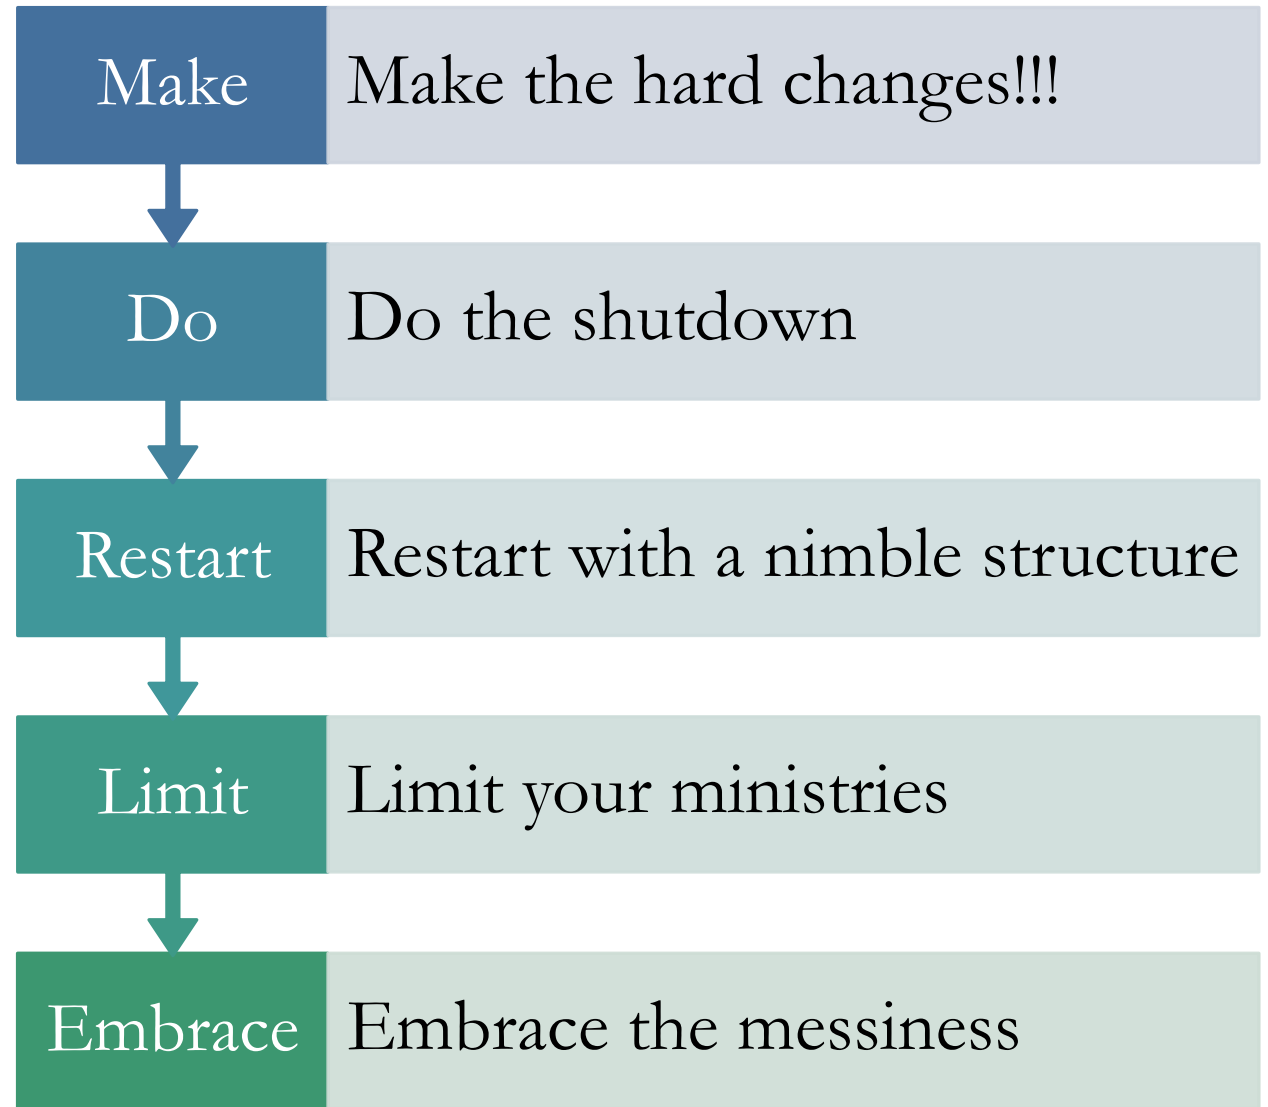 Make
Make the hard changes!!!
Do
Do the shutdown
Restart
Restart with a nimble structure
Limit
Limit your ministries
Embrace
Embrace the messiness